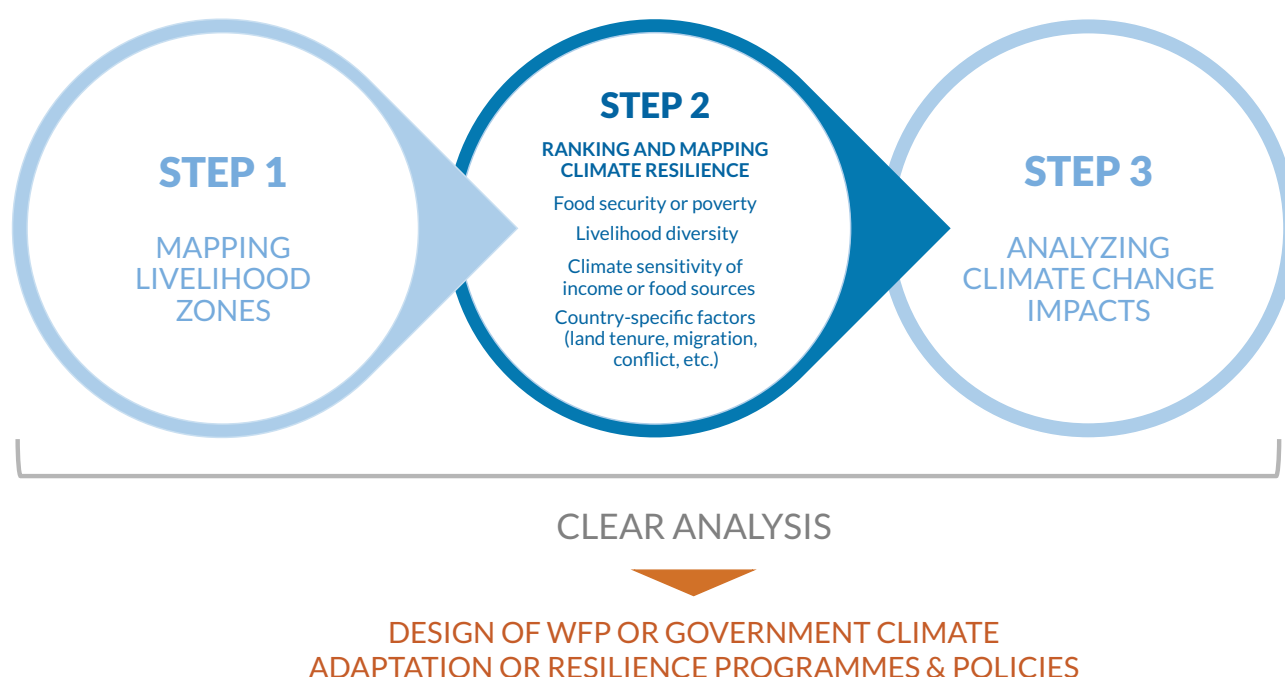 STEP 1
MAPPING
LIVELIHOOD
ZONES
STEP 2
RANKING AND MAPPING
CLIMATE RESILIENCE
Food security or poverty
Livelihood diversity
Climate sensitivity of
income or food sources
Country-specific factors
(land tenure, migration,
conflict, etc.)
STEP 3
ANALYZING
CLIMATE CHANGE
IMPACTS
CLEAR ANALYSIS
DESIGN OF WFP OR GOVERNMENT CLIMATE
ADAPTATION OR RESILIENCE PROGRAMMES & POLICIES